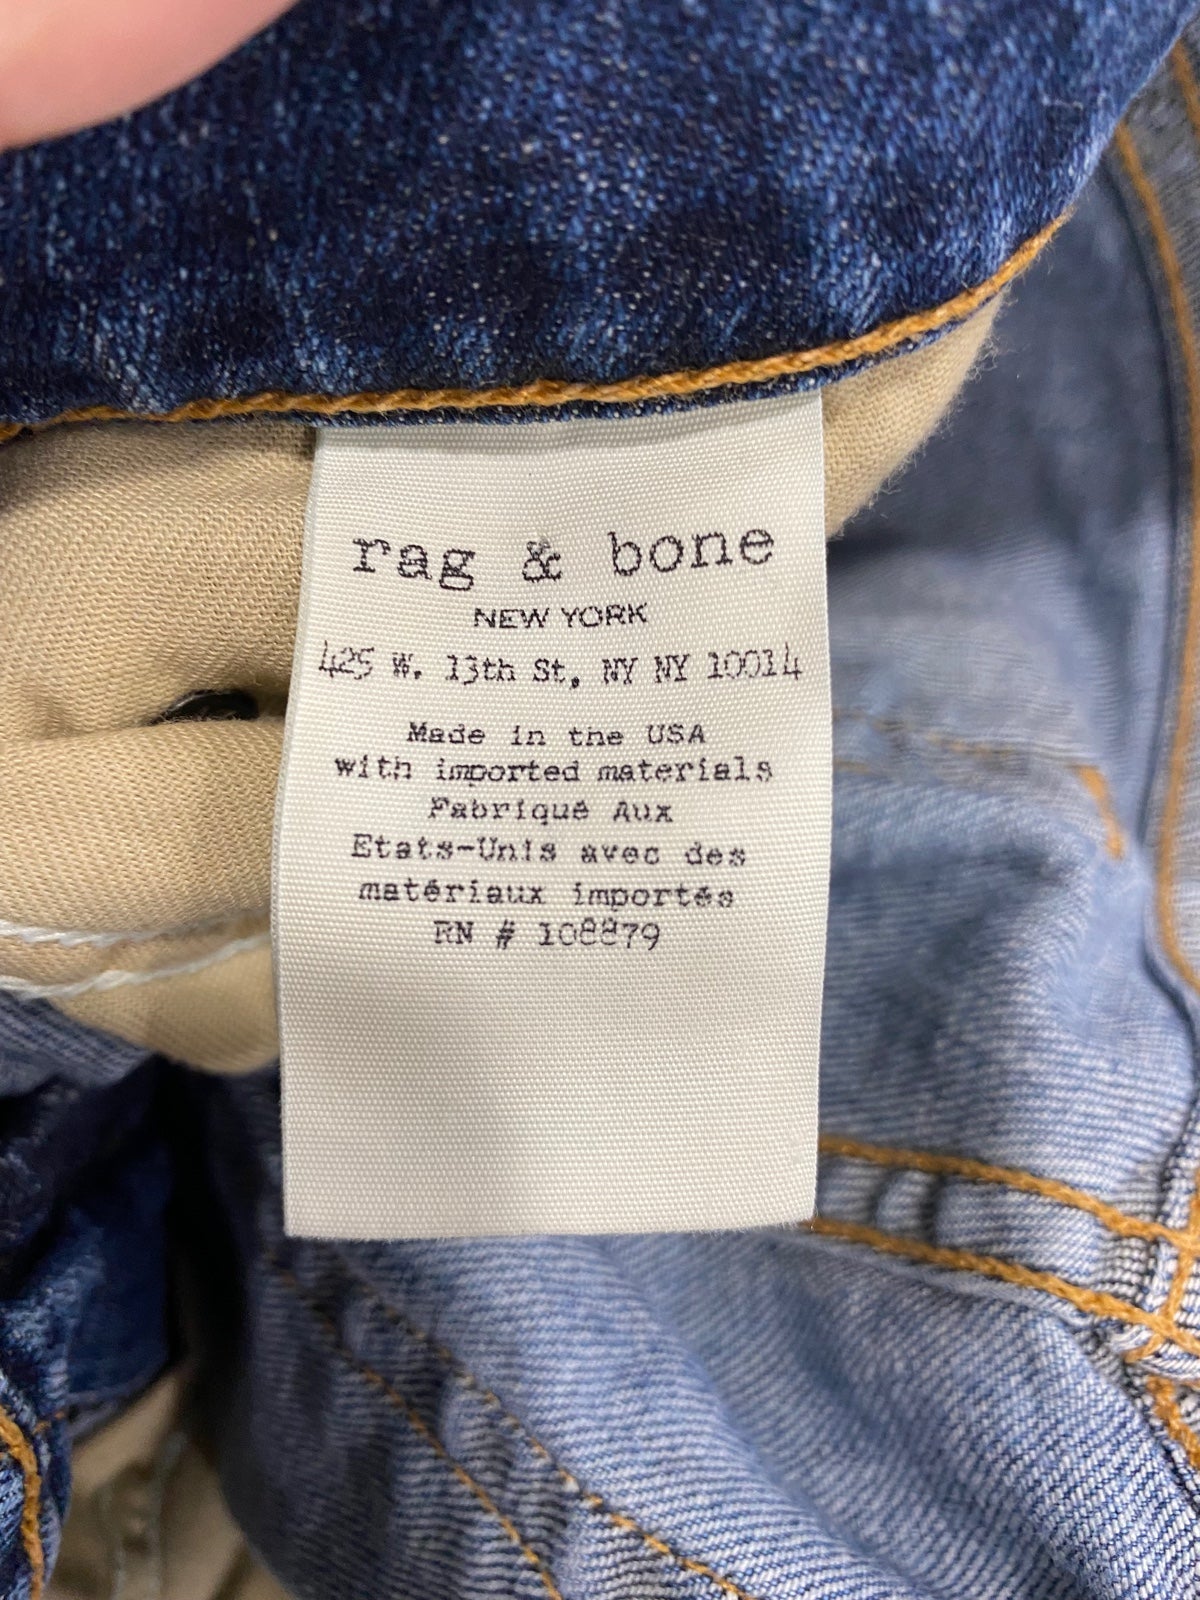 rag & bone
NEW YORK
425 W. 13th St, NY NY 10014
Made in the USA
with imported materials
Fabriqué Aux
Etats-Unis avec des
matériaux importés
RN # 108879